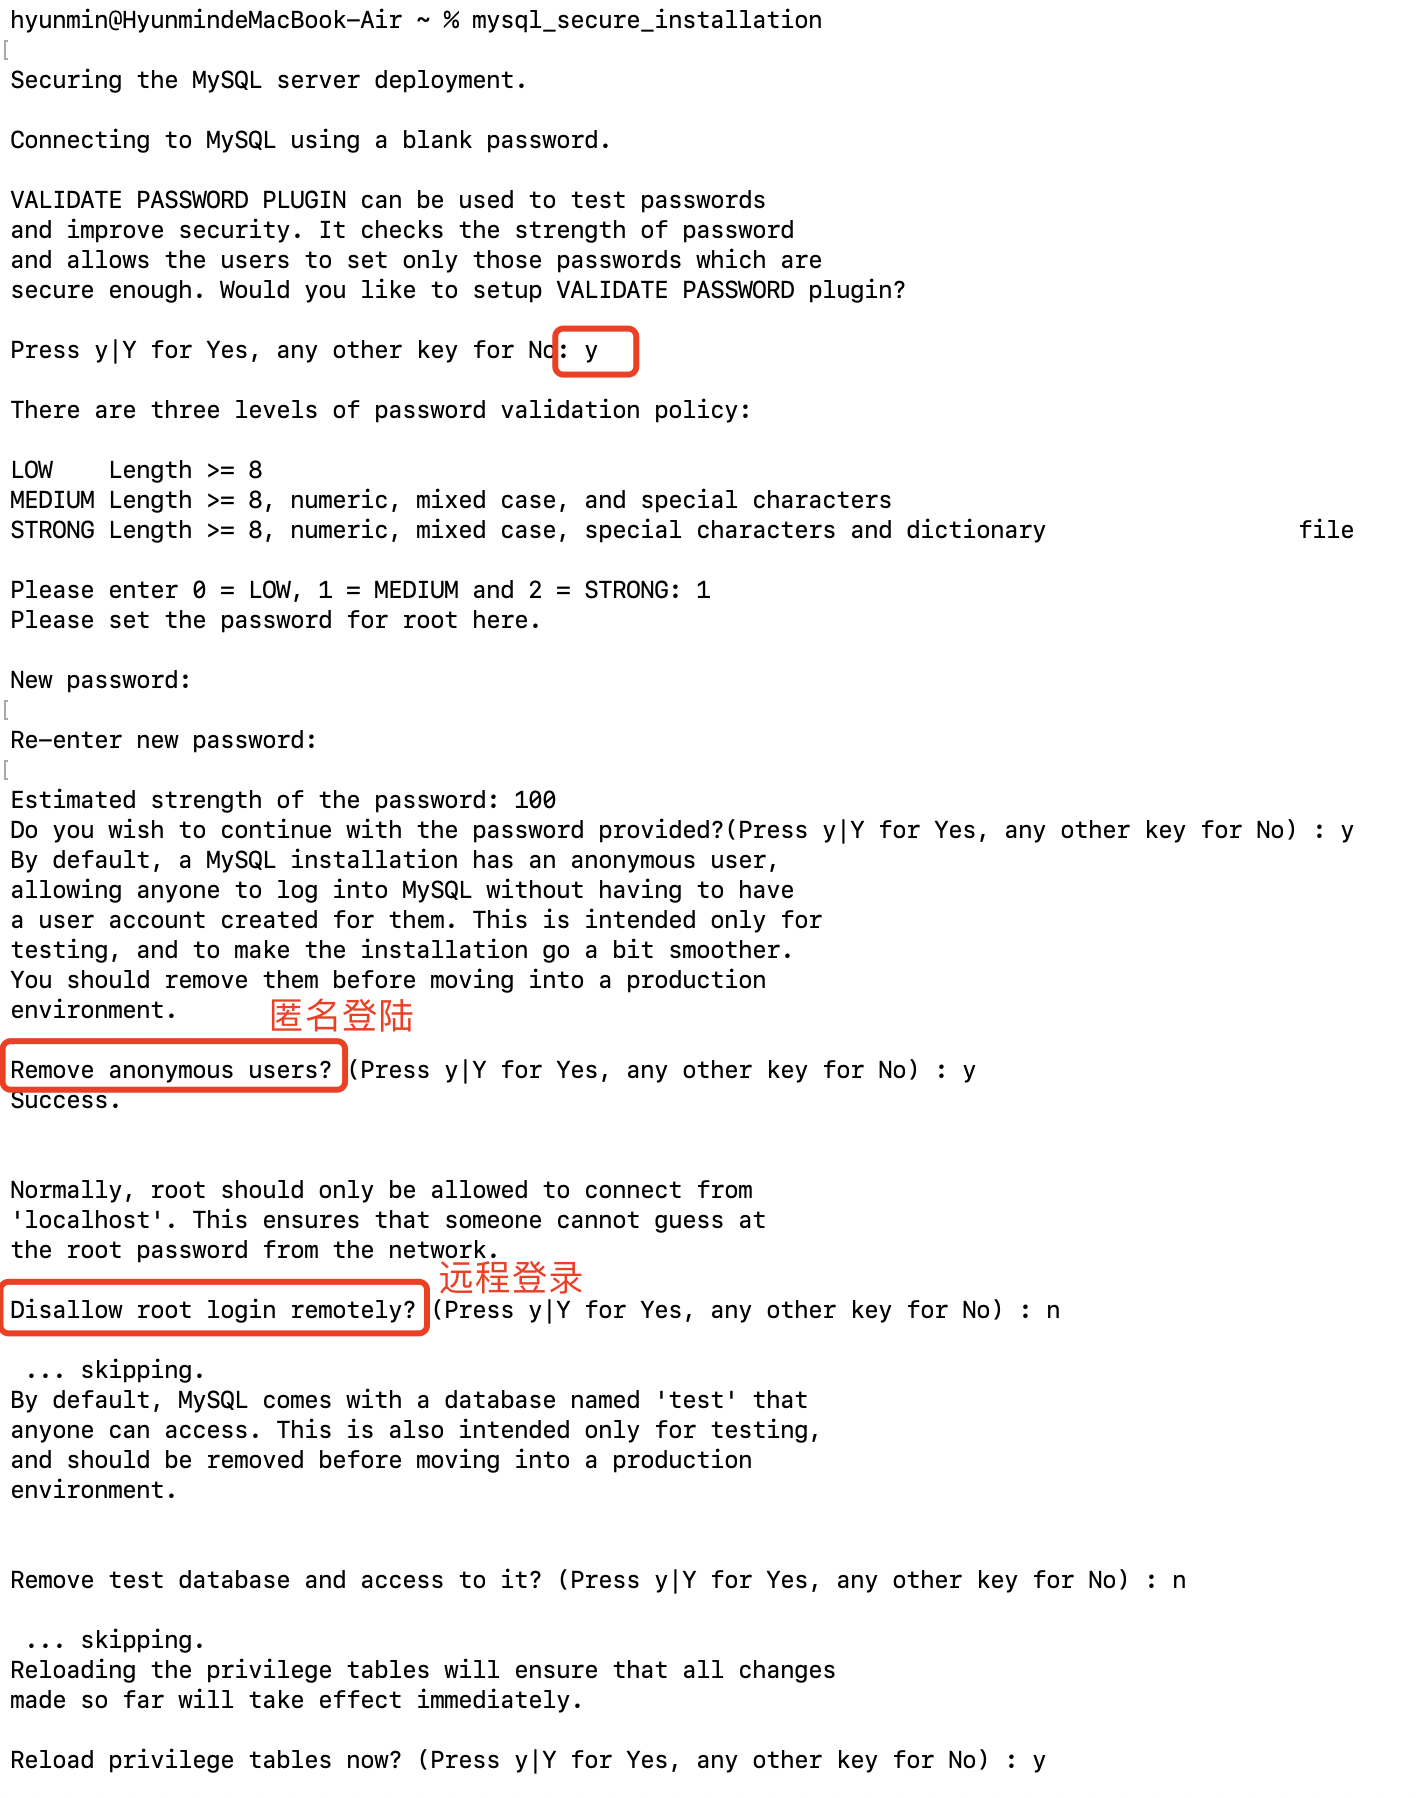 hyunmin@HyunmindeMacBook-Air ~ % mysql_secure_installation
[
Securing the MySQL server deployment.
Connecting to MySQL using a blank password.
VALIDATE PASSWORD PLUGIN can be used to test passwords
and improve security. It checks the strength of password
and allows the users to set only those passwords which are
secure enough. Would you like to setup VALIDATE PASSWORD plugin?
Press y|Y for Yes, any other key for No: y
There are three levels of password validation policy:
LOW    Length >= 8
MEDIUM Length >= 8, numeric, mixed case, and special characters
STRONG Length >= 8, numeric, mixed case, special characters and dictionary                  file
Please enter 0 = LOW, 1 = MEDIUM and 2 = STRONG: 1
Please set the password for root here.
New password:
[
Re-enter new password:
[
Estimated strength of the password: 100
Do you wish to continue with the password provided?(Press y|Y for Yes, any other key for No) : y
By default, a MySQL installation has an anonymous user,
allowing anyone to log into MySQL without having to have
a user account created for them. This is intended only for
testing, and to make the installation go a bit smoother.
You should remove them before moving into a production
environment.
匿名登陆
Remove anonymous users? (Press y|Y for Yes, any other key for No) : y
Success.
Normally, root should only be allowed to connect from
'localhost'. This ensures that someone cannot guess at
the root password from the network.
远程登录
Disallow root login remotely? (Press y|Y for Yes, any other key for No) : n
 ... skipping.
By default, MySQL comes with a database named 'test' that
anyone can access. This is also intended only for testing,
and should be removed before moving into a production
environment.
Remove test database and access to it? (Press y|Y for Yes, any other key for No) : n
 ... skipping.
Reloading the privilege tables will ensure that all changes
made so far will take effect immediately.
Reload privilege tables now? (Press y|Y for Yes, any other key for No) : y